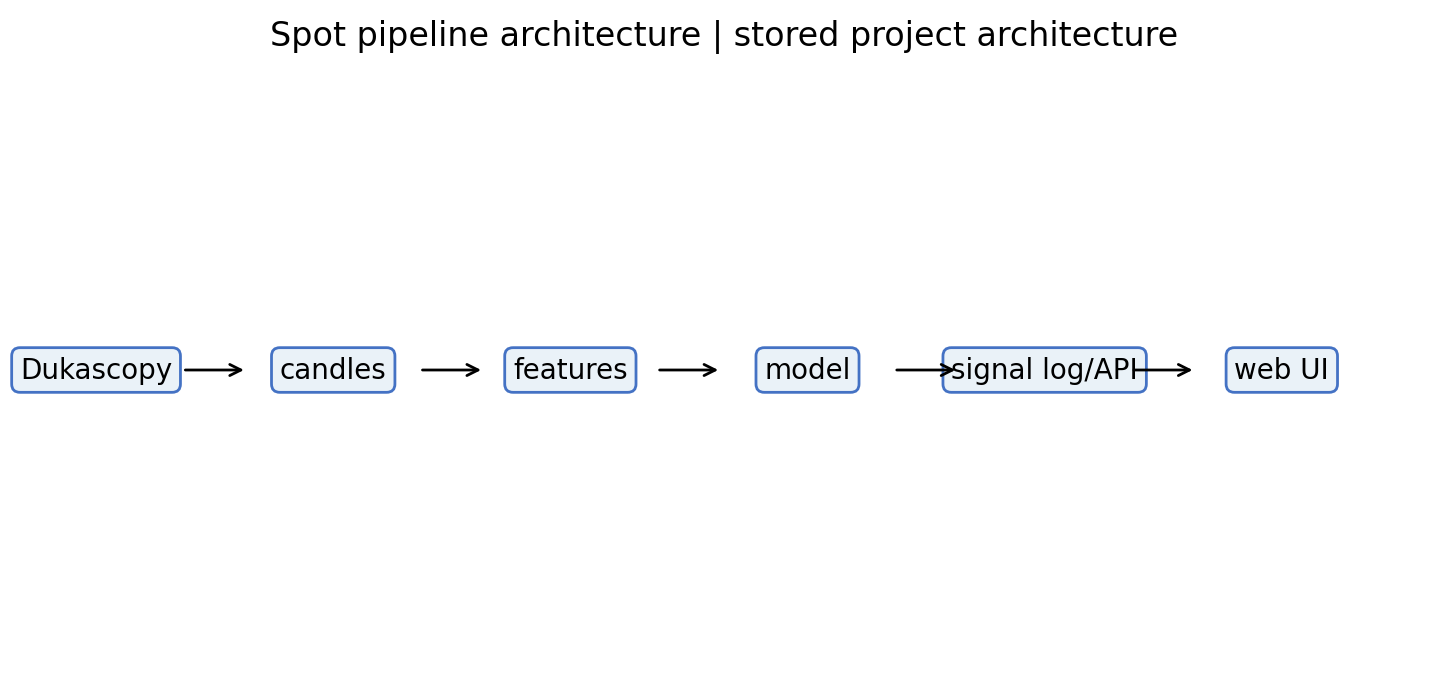 Spot pipeline architecture | stored project architecture
Dukascopy
candles
features
model
signal log/API
web UI